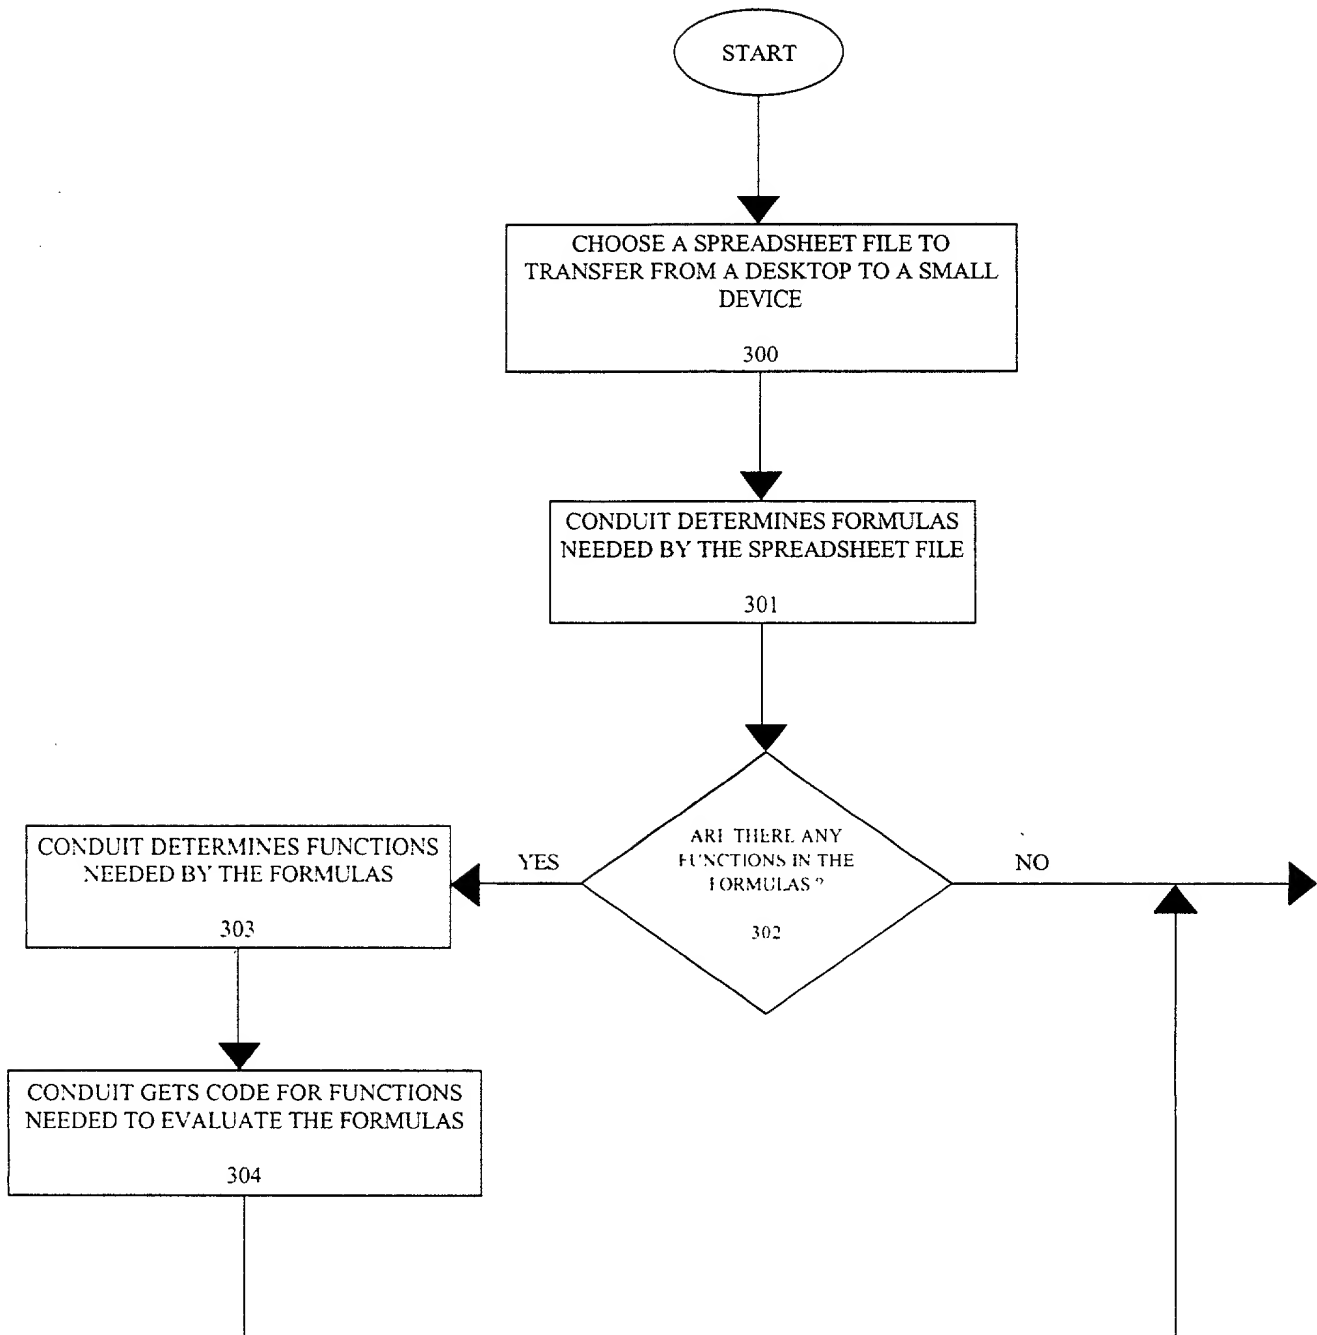 START
CHOOSE A SPREADSHEET FILE TO
TRANSFER FROM A DESKTOP TO A SMALL
DEVICE
300
CONDUIT DETERMINES FORMULAS
NEEDED BY THE SPREADSHEET FILE
301
ARE THERE ANY
FUNCTIONS IN THE
FORMULAS ?
302
YES
NO
CONDUIT DETERMINES FUNCTIONS
NEEDED BY THE FORMULAS
303
CONDUIT GETS CODE FOR FUNCTIONS
NEEDED TO EVALUATE THE FORMULAS
304